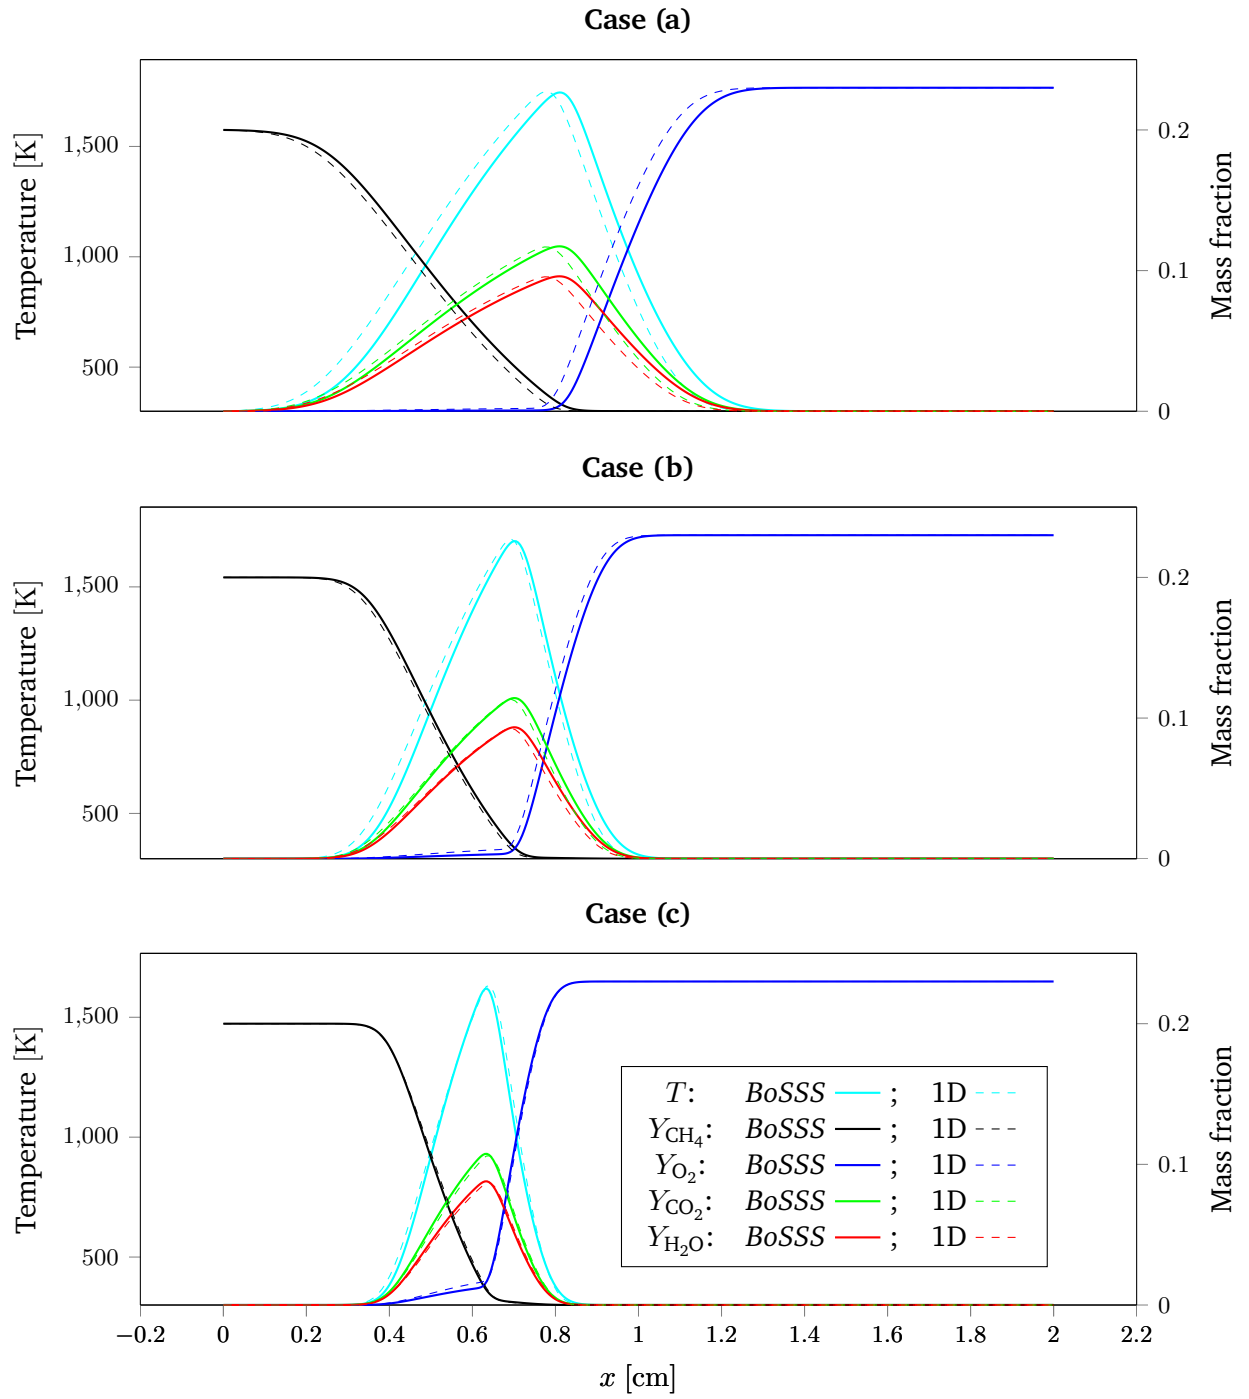 Case (a)
Temperature [K]
1,500
1,000
500
0.2
0.1
0
Mass fraction
Case (b)
Temperature [K]
1,500
1,000
500
0.2
0.1
0
Mass fraction
Case (c)
Temperature [K]
1,500
1,000
500
0.2
0.1
0
Mass fraction
T: BoSSS ; 1D
Y_CH₄: BoSSS ; 1D
Y_O₂: BoSSS ; 1D
Y_CO₂: BoSSS ; 1D
Y_H₂O: BoSSS ; 1D
−0.2 0 0.2 0.4 0.6 0.8 1 1.2 1.4 1.6 1.8 2 2.2
x [cm]